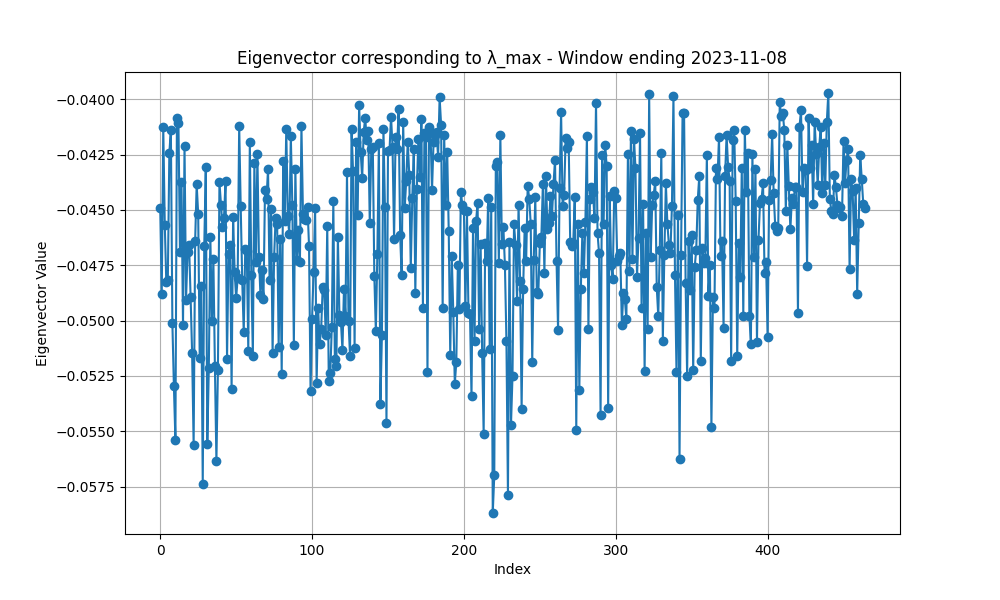 Eigenvector corresponding to λ_max - Window ending 2023-11-08
−0.0400
−0.0425
−0.0450
−0.0475
−0.0500
−0.0525
−0.0550
−0.0575
Eigenvector Value
0 100 200 300 400
Index